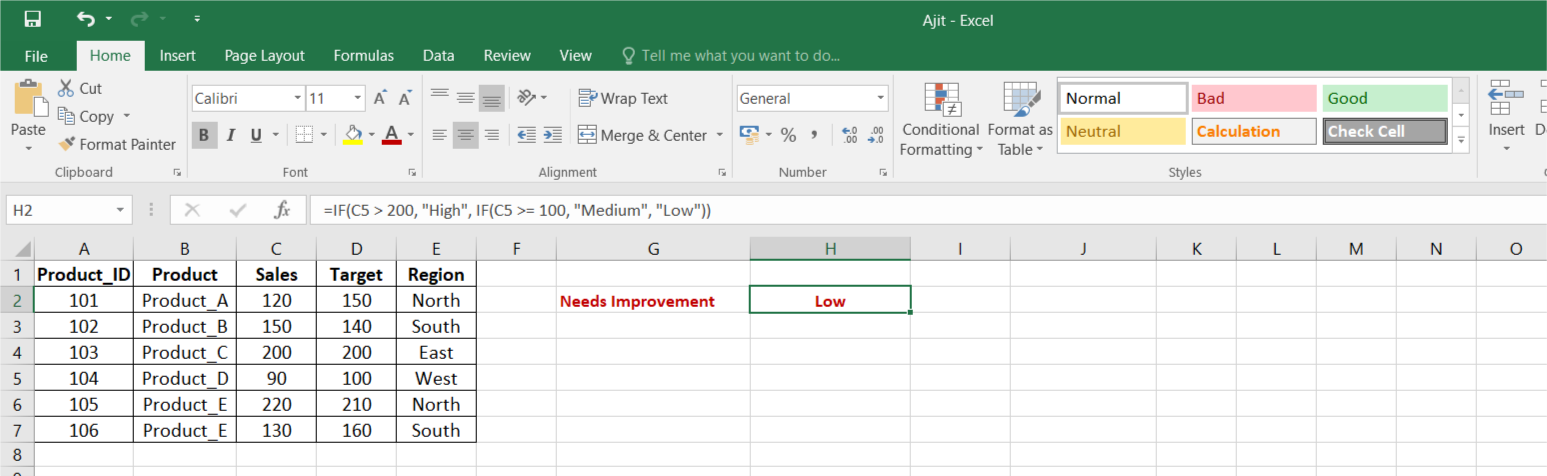 Ajit - Excel
File Home Insert Page Layout Formulas Data Review View Tell me what you want to do...
Paste
Cut
Copy
Format Painter
Clipboard
Calibri 11 A A
B I U A
Font
Wrap Text
Merge & Center
Alignment
General
% , .00 .00
Number
Conditional Formatting
Format as Table
Normal Bad Good
Neutral Calculation Check Cell
Styles
Insert
H2 fx =IF(C5 > 200, "High", IF(C5 >= 100, "Medium", "Low"))
A B C D E F G H I J K L M N O
1 Product_ID Product Sales Target Region
2 101 Product_A 120 150 North Needs Improvement Low
3 102 Product_B 150 140 South
4 103 Product_C 200 200 East
5 104 Product_D 90 100 West
6 105 Product_E 220 210 North
7 106 Product_E 130 160 South
8